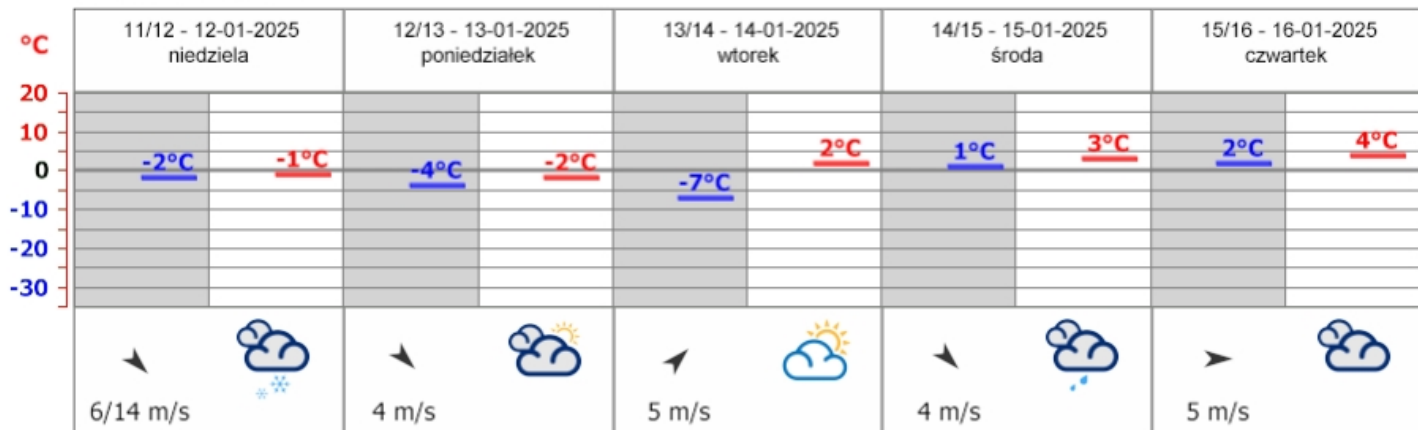 °C
11/12 - 12-01-2025
niedziela
12/13 - 13-01-2025
poniedziałek
13/14 - 14-01-2025
wtorek
14/15 - 15-01-2025
środa
15/16 - 16-01-2025
czwartek
20
10
0
-10
-20
-30
-2°C
-1°C
-4°C
-2°C
-7°C
2°C
1°C
3°C
2°C
4°C
6/14 m/s
4 m/s
5 m/s
4 m/s
5 m/s